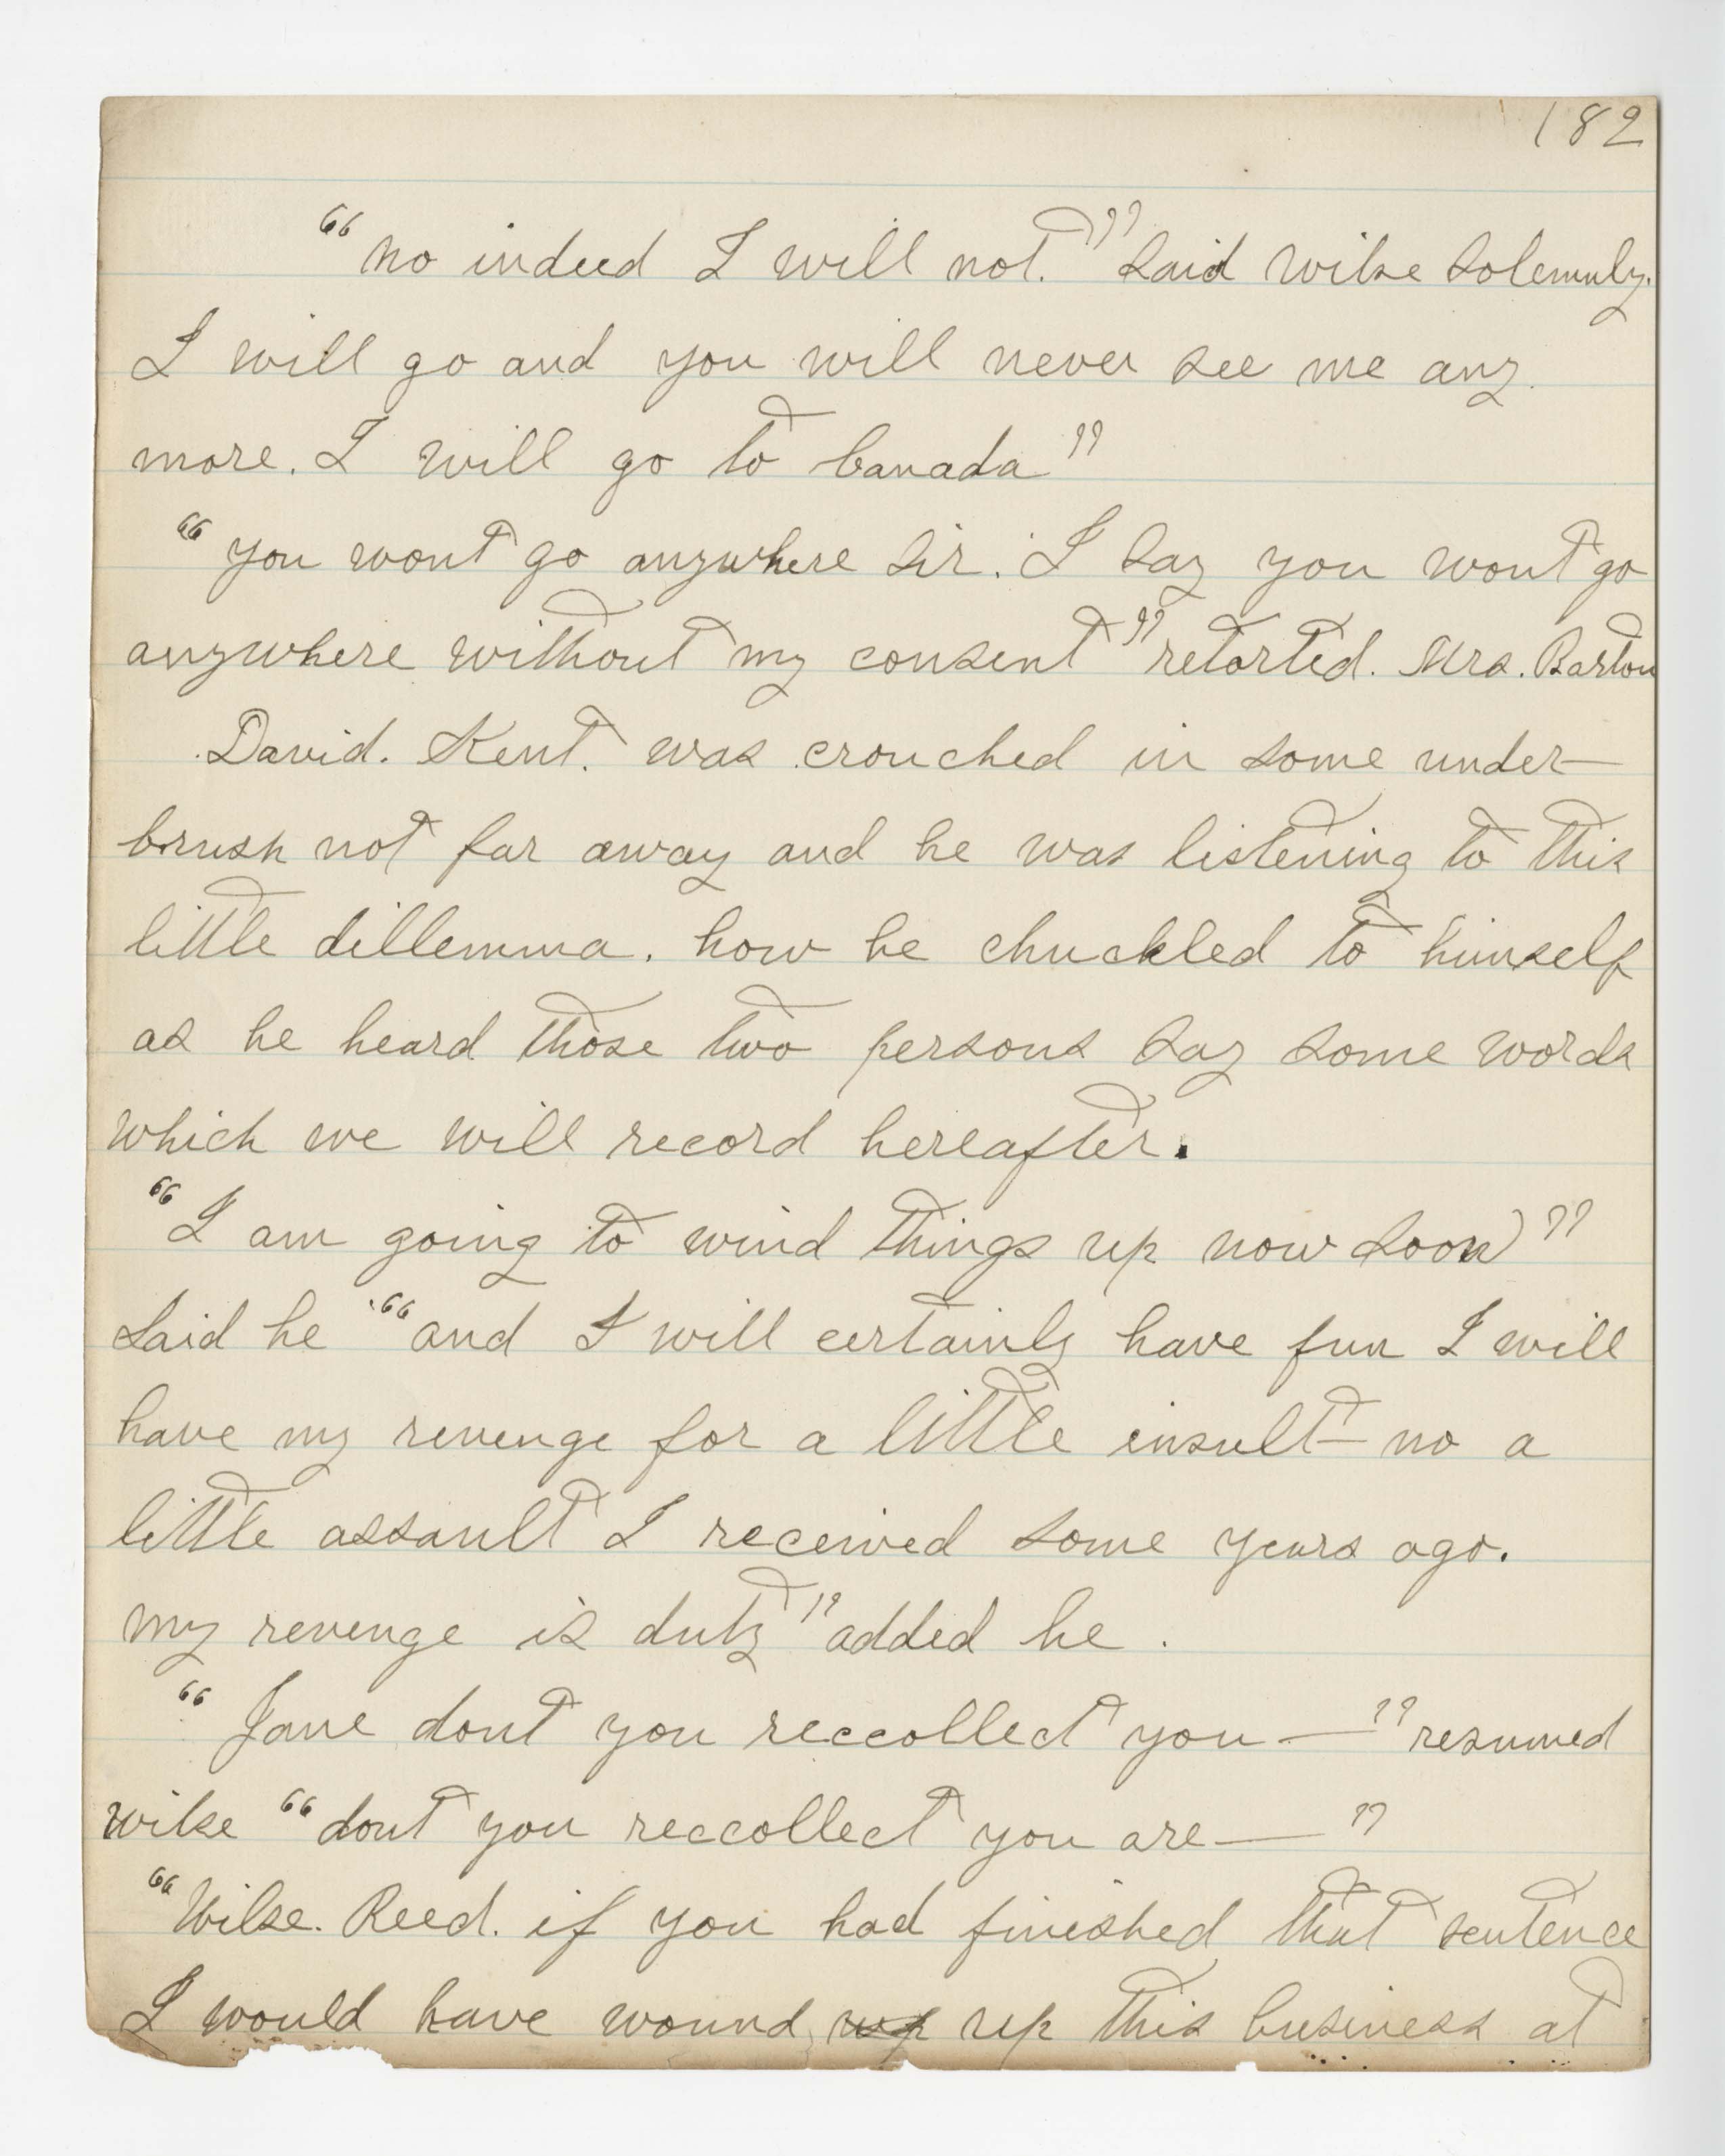 182
"no indeed I will not." said wilse solemnly.
I will go and you will never see me any
more. I will go to Canada"
"you wont go anywhere sir. I say you wont go
anywhere without my consent" retorted. Mrs. Barton
David. Kent. was crouched in some under-
brush not far away and he was listening to this
little dillemma. how he chuckled to himself
as he heard those two persons say some words
which we will record hereafter.
"I am going to wind things up now soon"
said he "and I will certainly have fun I will
have my revenge for a little insult — no a
little assault I received some years ago.
my revenge is duty" added he.
"Jane dont you reccollect you —" resumed
wilse "dont you reccollect you are —"
"Wilse. Reed. if you had finished that sentence
I would have wound up up this business at